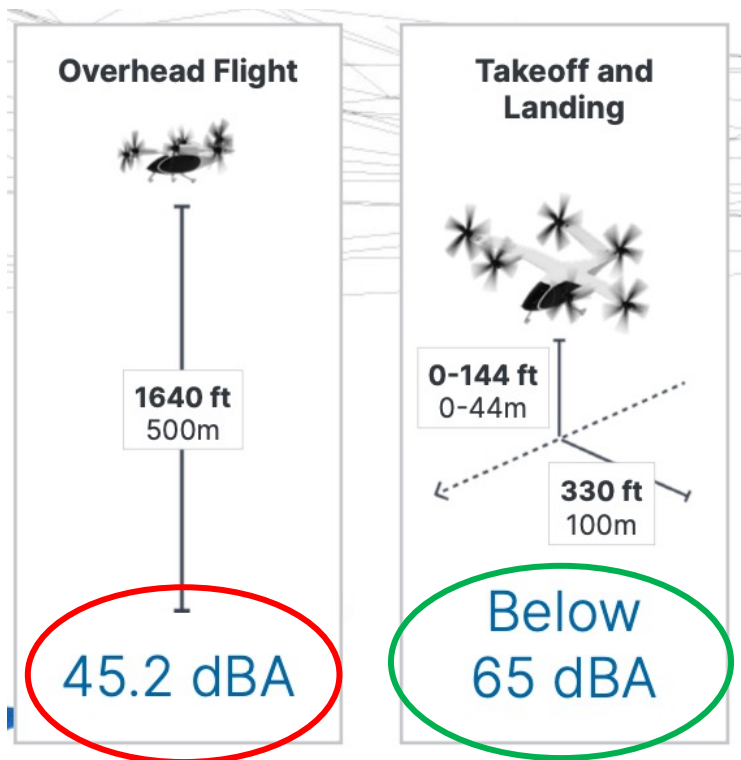 Overhead Flight
1640 ft
500m
45.2 dBA
Takeoff and
Landing
0-144 ft
0-44m
330 ft
100m
Below
65 dBA